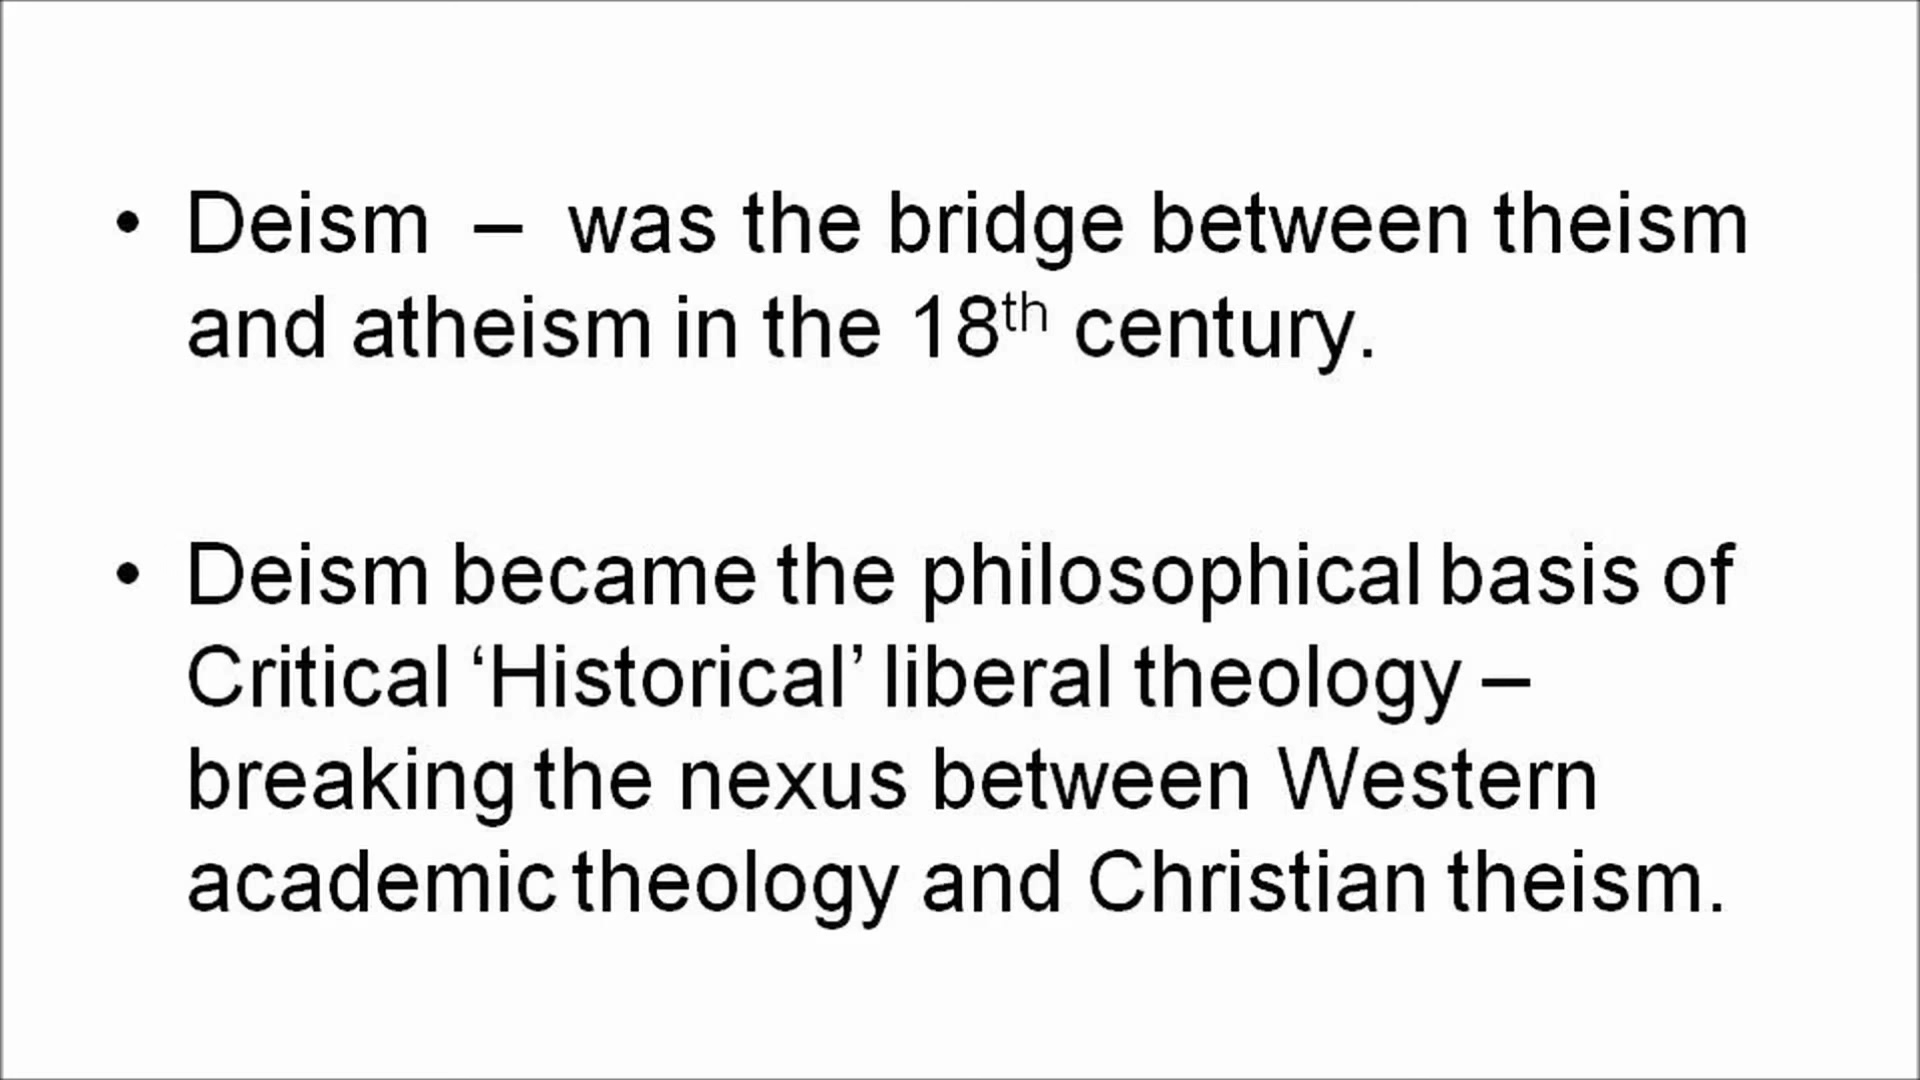 • Deism – was the bridge between theism
and atheism in the 18th century.
• Deism became the philosophical basis of
Critical ‘Historical’ liberal theology –
breaking the nexus between Western
academic theology and Christian theism.